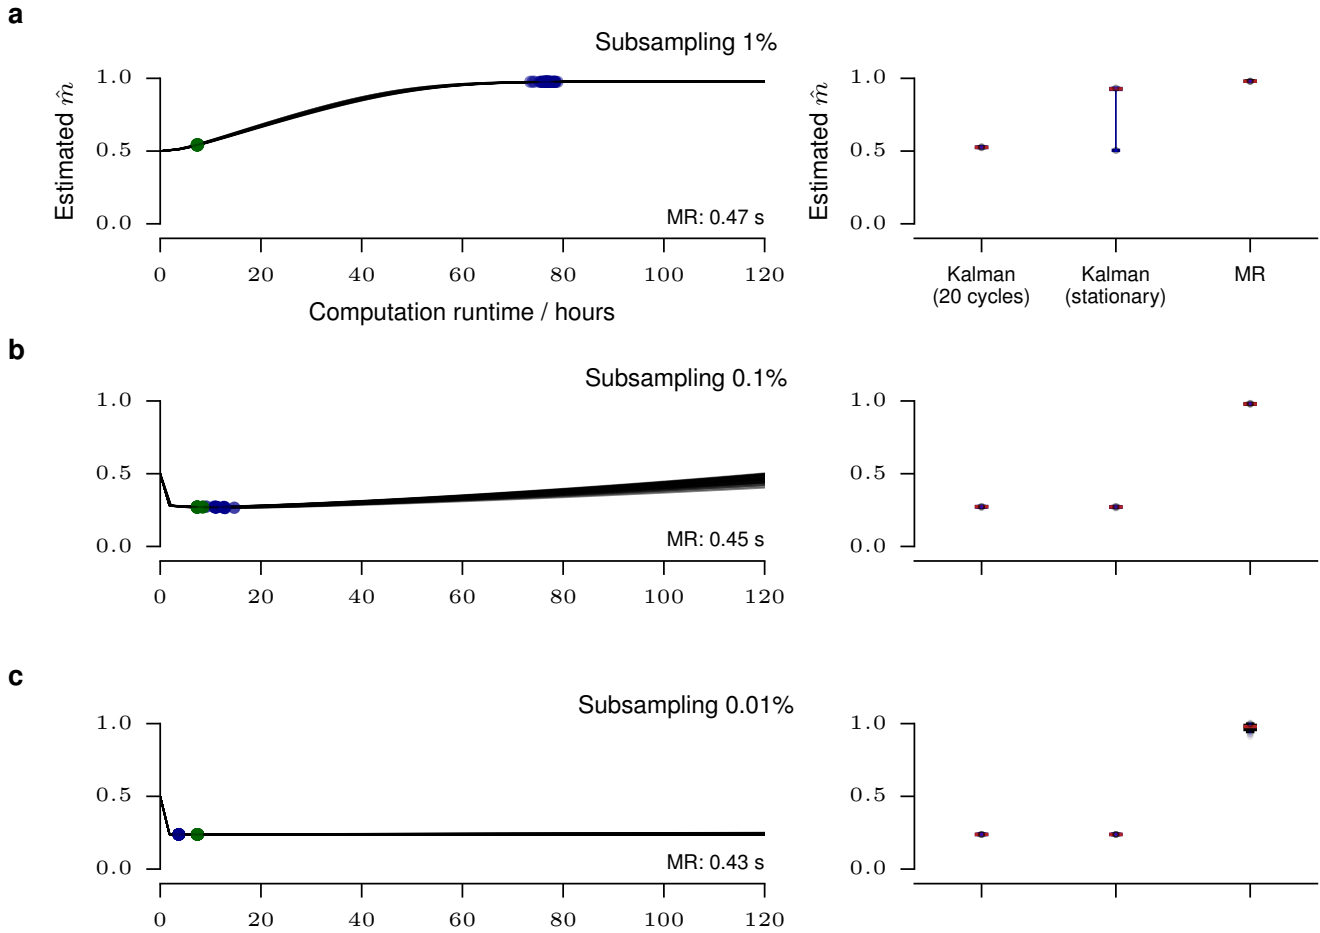 a
Subsampling 1%
Estimated m̂
1.0
0.5
0.0
MR: 0.47 s
0 20 40 60 80 100 120
Computation runtime / hours
Estimated m̂
1.0
0.5
0.0
Kalman
(20 cycles)
Kalman
(stationary)
MR
b
Subsampling 0.1%
1.0
0.5
0.0
MR: 0.45 s
0 20 40 60 80 100 120
1.0
0.5
0.0
c
Subsampling 0.01%
1.0
0.5
0.0
MR: 0.43 s
0 20 40 60 80 100 120
1.0
0.5
0.0